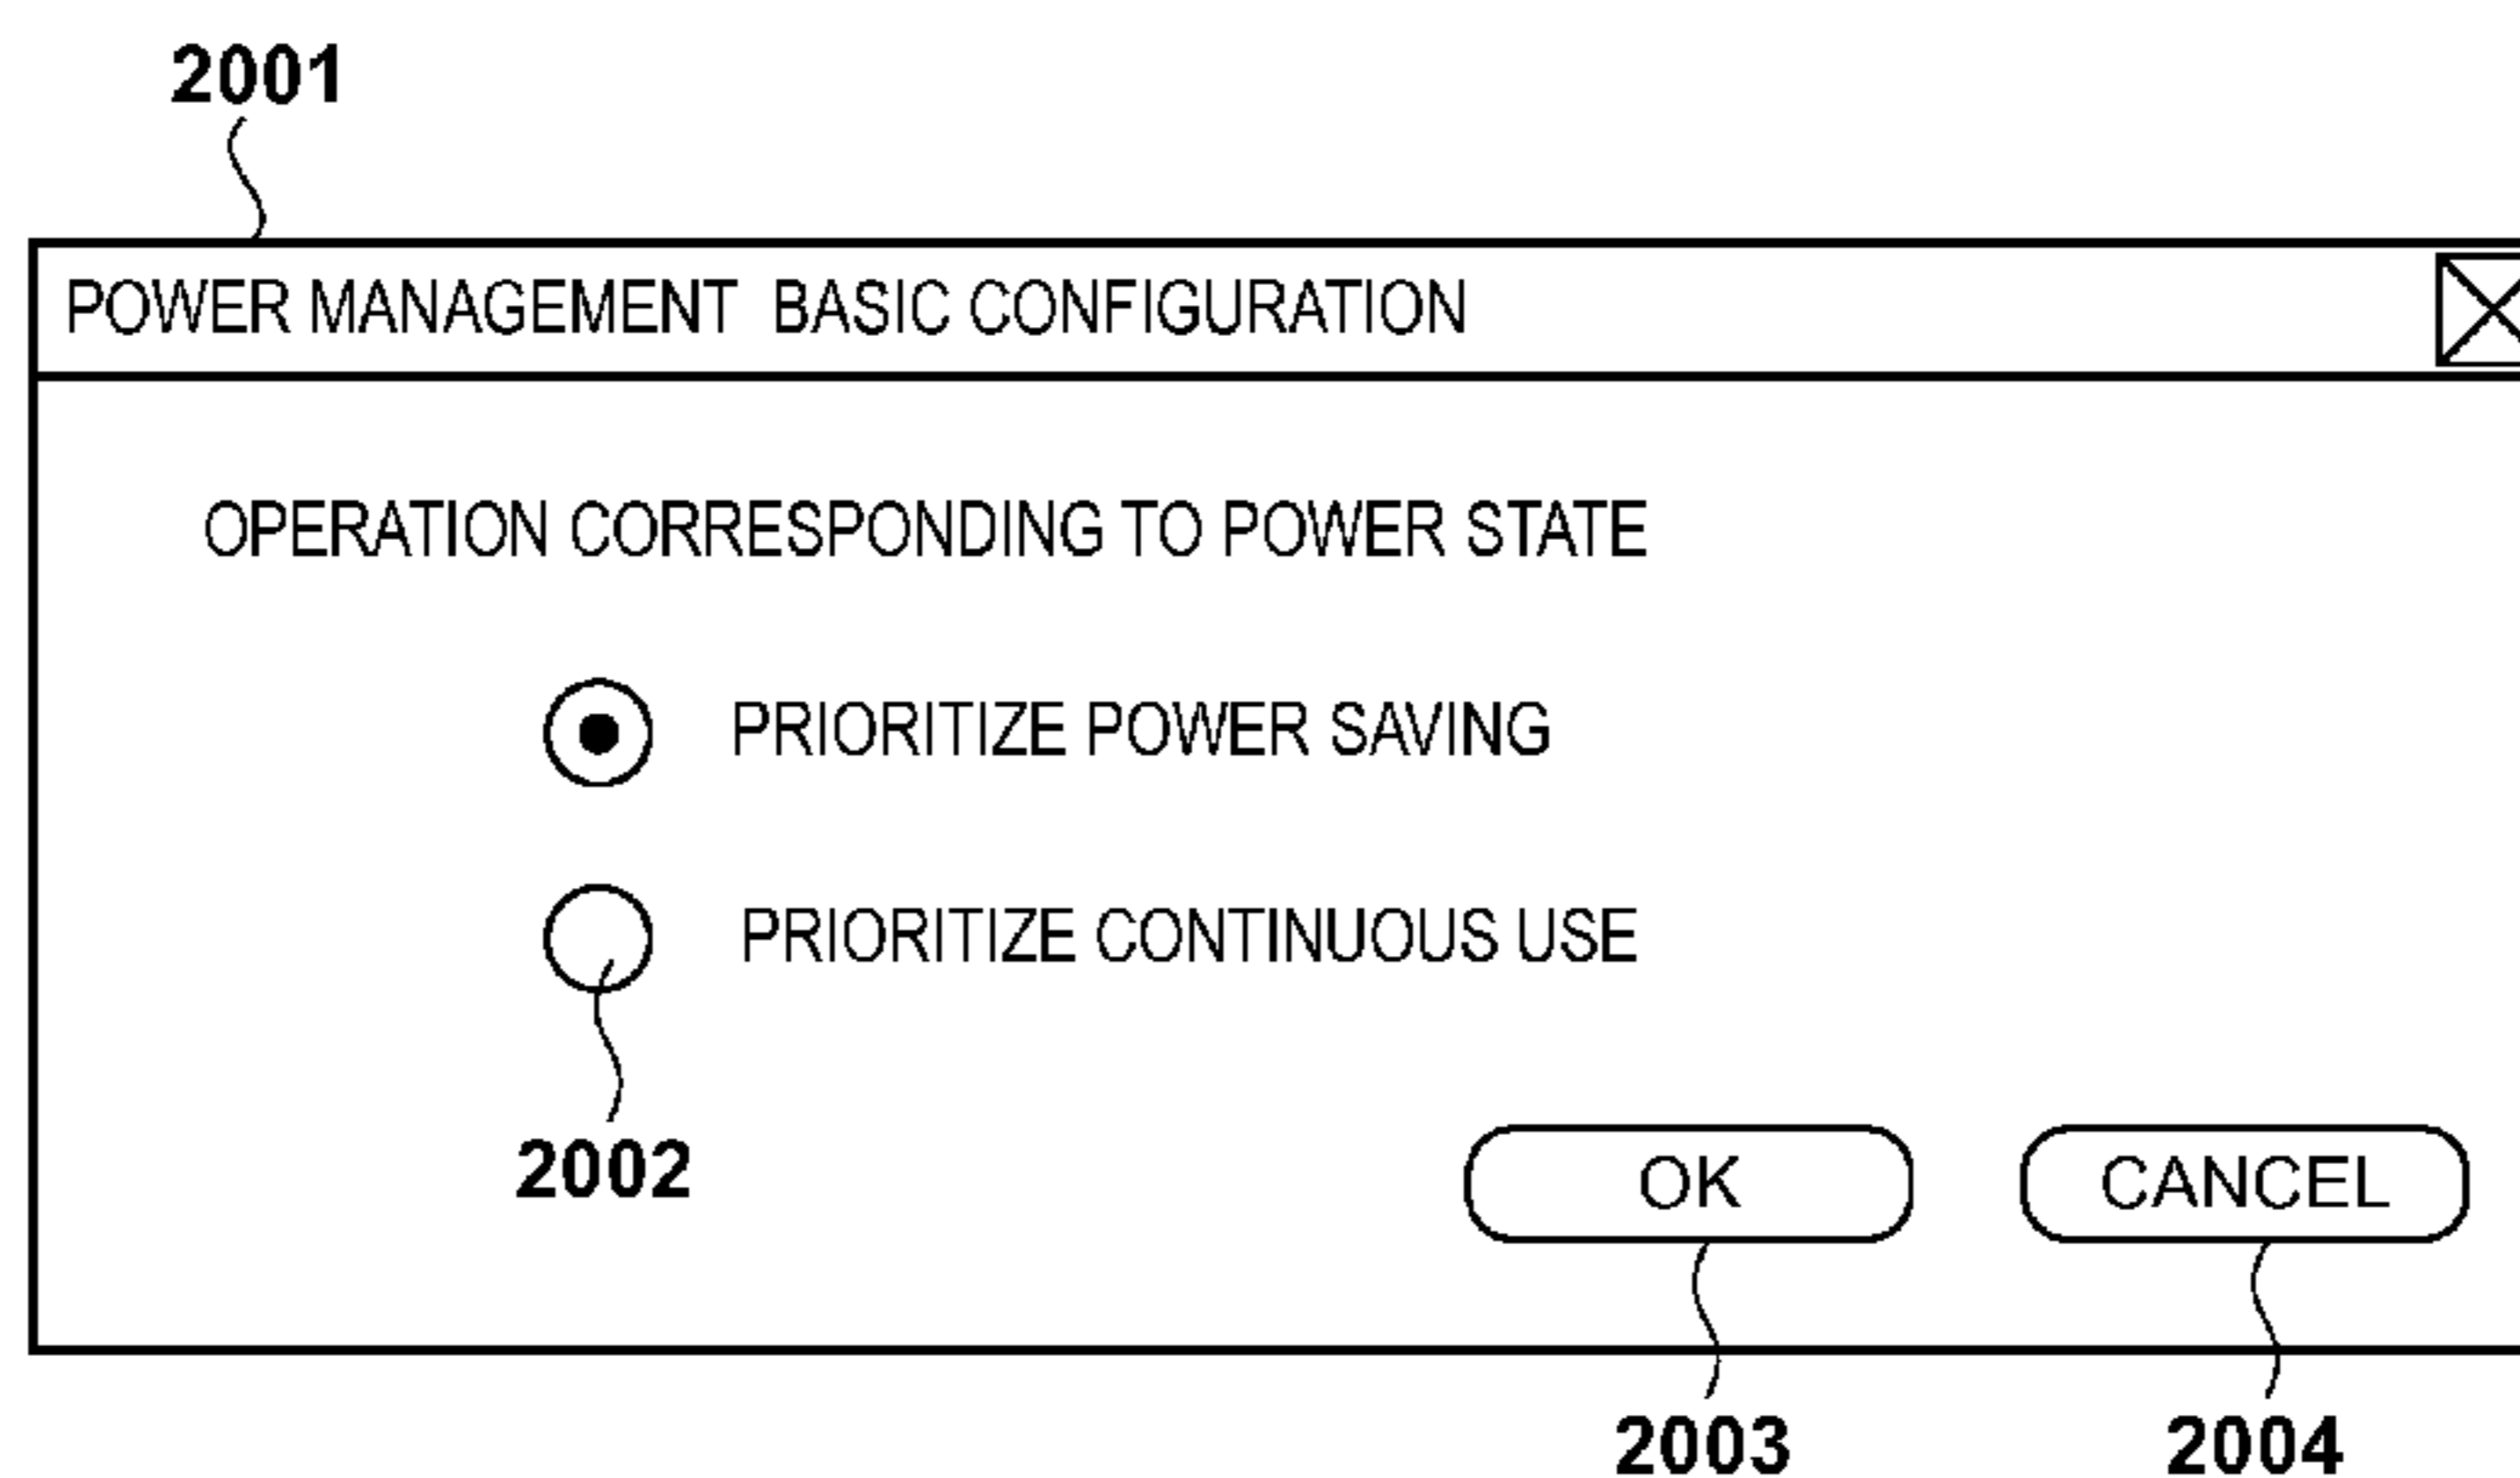 2001
POWER MANAGEMENT BASIC CONFIGURATION
OPERATION CORRESPONDING TO POWER STATE
PRIORITIZE POWER SAVING
PRIORITIZE CONTINUOUS USE
2002
OK CANCEL
2003 2004